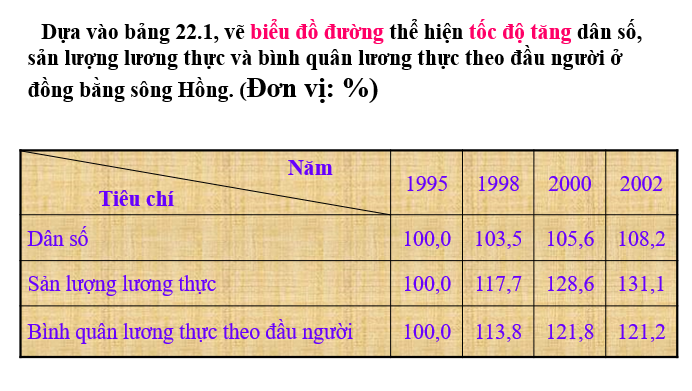 Dựa vào bảng 22.1, vẽ biểu đồ đường thể hiện tốc độ tăng dân số,
sản lượng lương thực và bình quân lương thực theo đầu người ở
đồng bằng sông Hồng. (Đơn vị: %)
Năm
Tiêu chí
1995 1998 2000 2002
Dân số 100,0 103,5 105,6 108,2
Sản lượng lương thực 100,0 117,7 128,6 131,1
Bình quân lương thực theo đầu người 100,0 113,8 121,8 121,2